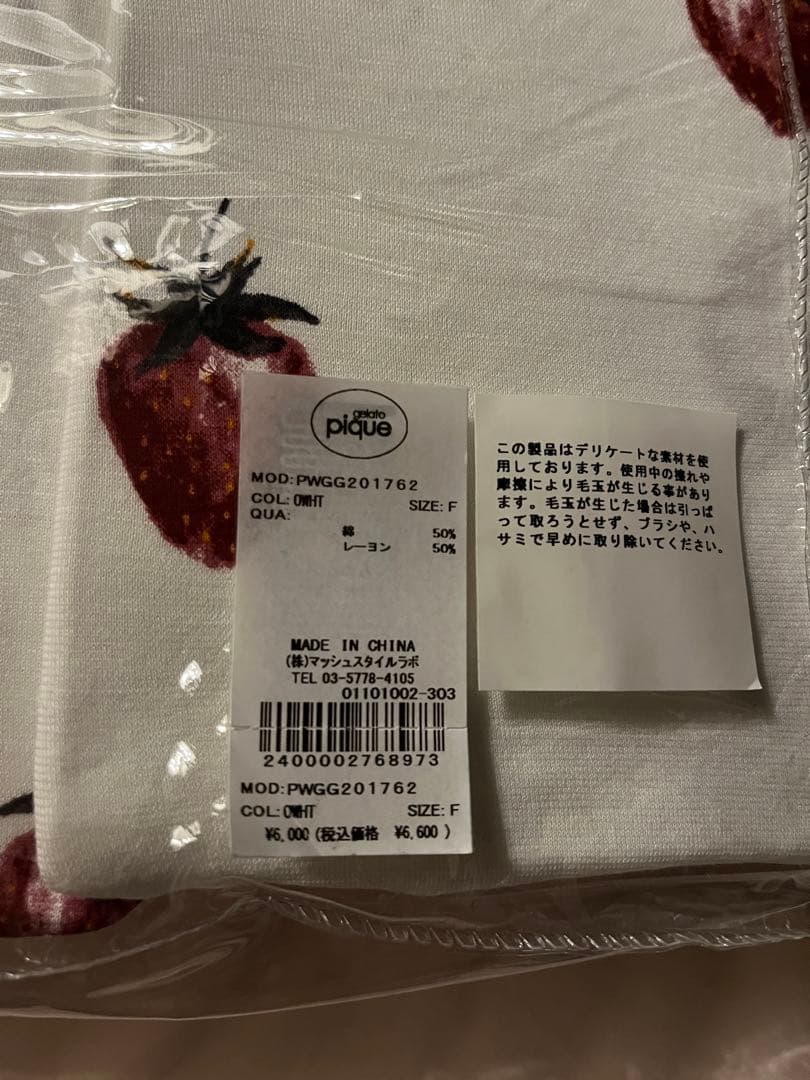 gelato
pique
MOD:PWGG201762
COL:OWHT SIZE:F
QUA:
綿 50%
レーヨン 50%
MADE IN CHINA
(株)マッシュスタイルラボ
TEL 03-5778-4105
01101002-303
2400002768973
MOD:PWGG201762
COL:OWHT SIZE:F
¥6,000(税込価格 ¥6,600 )
この製品はデリケートな素材を使
用しております。使用中の擦れや
摩擦により毛玉が生じる事があり
ます。毛玉が生じた場合は引っぱ
って取ろうとせず、ブラシや、ハ
サミで早めに取り除いてください。